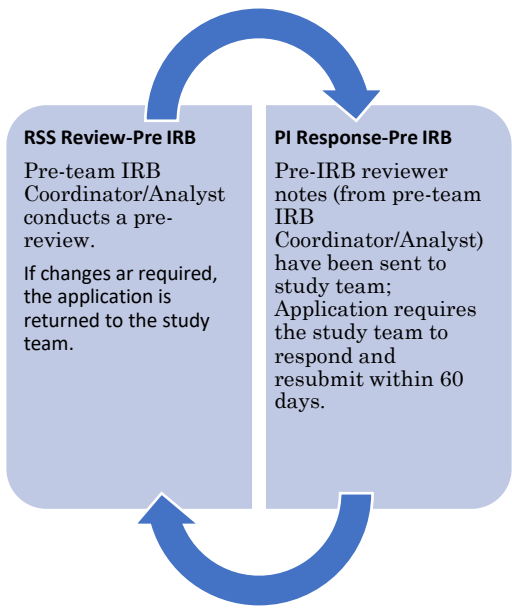 RSS Review-Pre IRB
Pre-team IRB
Coordinator/Analyst
conducts a pre-
review.
If changes ar required,
the application is
returned to the study
team.
PI Response-Pre IRB
Pre-IRB reviewer
notes (from pre-team
IRB
Coordinator/Analyst)
have been sent to
study team;
Application requires
the study team to
respond and
resubmit within 60
days.